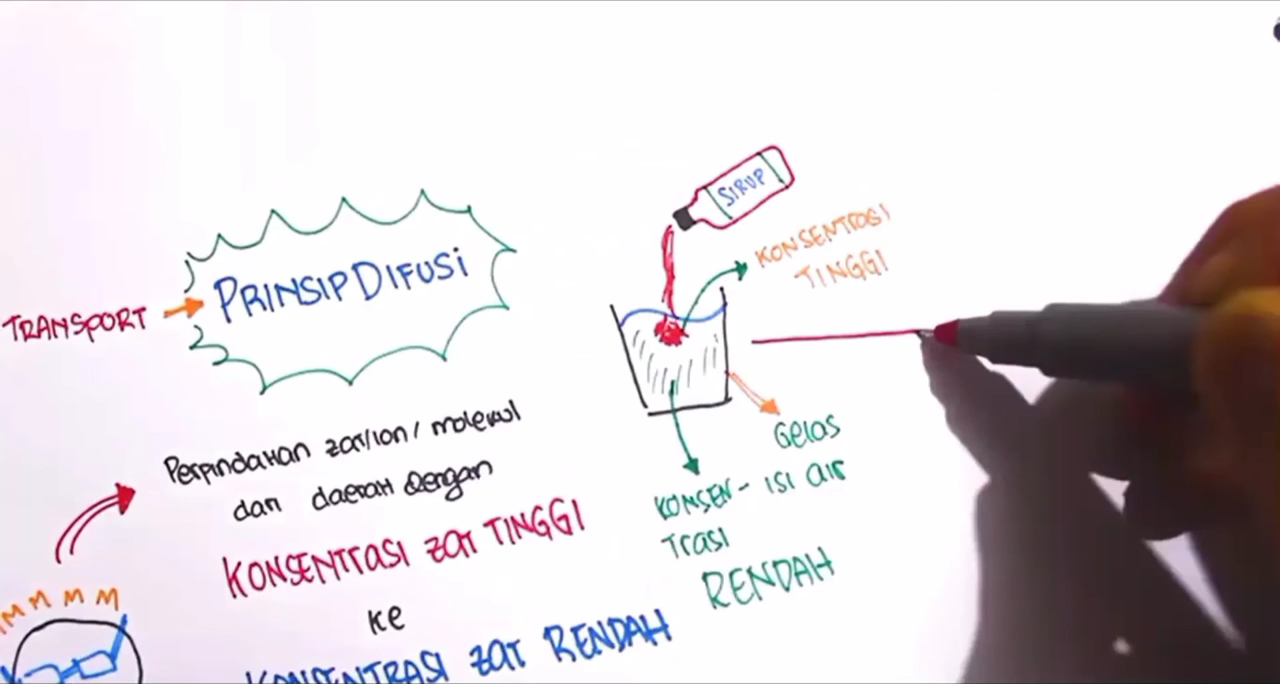 TRANSPORT
PRINSIP DIFUSI
Perpindahan zat/ion/molekul
dari daerah dengan
KONSENTRASI ZAT TINGGI
ke
KONSENTRASI ZAT RENDAH
MMMM
SIRUP
KONSENTRASI
TINGGI
Gelas
isi air
KONSEN-
Trasi
RENDAH